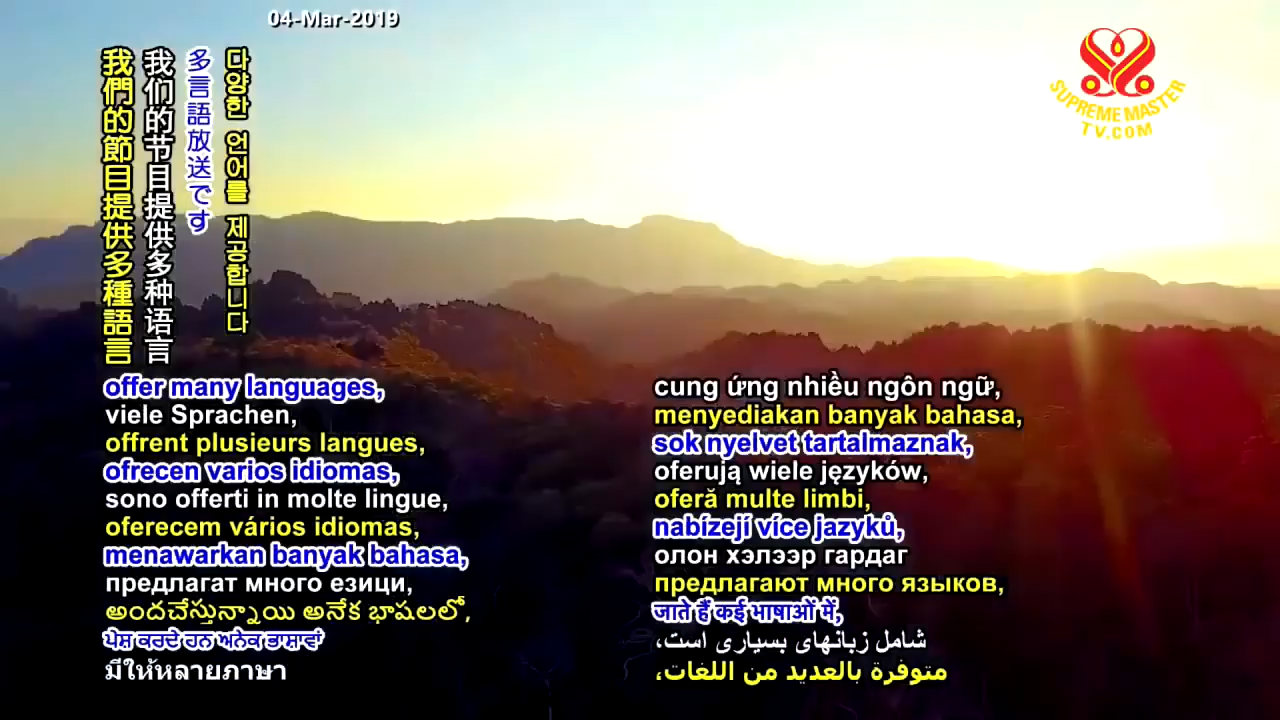 04-Mar-2019
SUPREME MASTER
TV.COM
我們的節目提供多種語言
我们的节目提供多种语言
多言語放送です
다양한 언어를 제공합니다
offer many languages,
viele Sprachen,
offrent plusieurs langues,
ofrecen varios idiomas,
sono offerti in molte lingue,
oferecem vários idiomas,
menawarkan banyak bahasa,
предлагат много езици,
అందచేస్తున్నాయి అనేక భాషలలో,
ਪੇਸ਼ ਕਰਦੇ ਹਨ ਅਨੇਕ ਭਾਸ਼ਾਵਾਂ
มีให้หลายภาษา
cung ứng nhiều ngôn ngữ,
menyediakan banyak bahasa,
sok nyelvet tartalmaznak,
oferują wiele języków,
oferă multe limbi,
nabízejí více jazyků,
олон хэлээр гардаг
предлагают много языков,
जाते हैं कई भाषाओं में,
شامل زبانهای بسیاری است،
متوفرة بالعديد من اللغات،